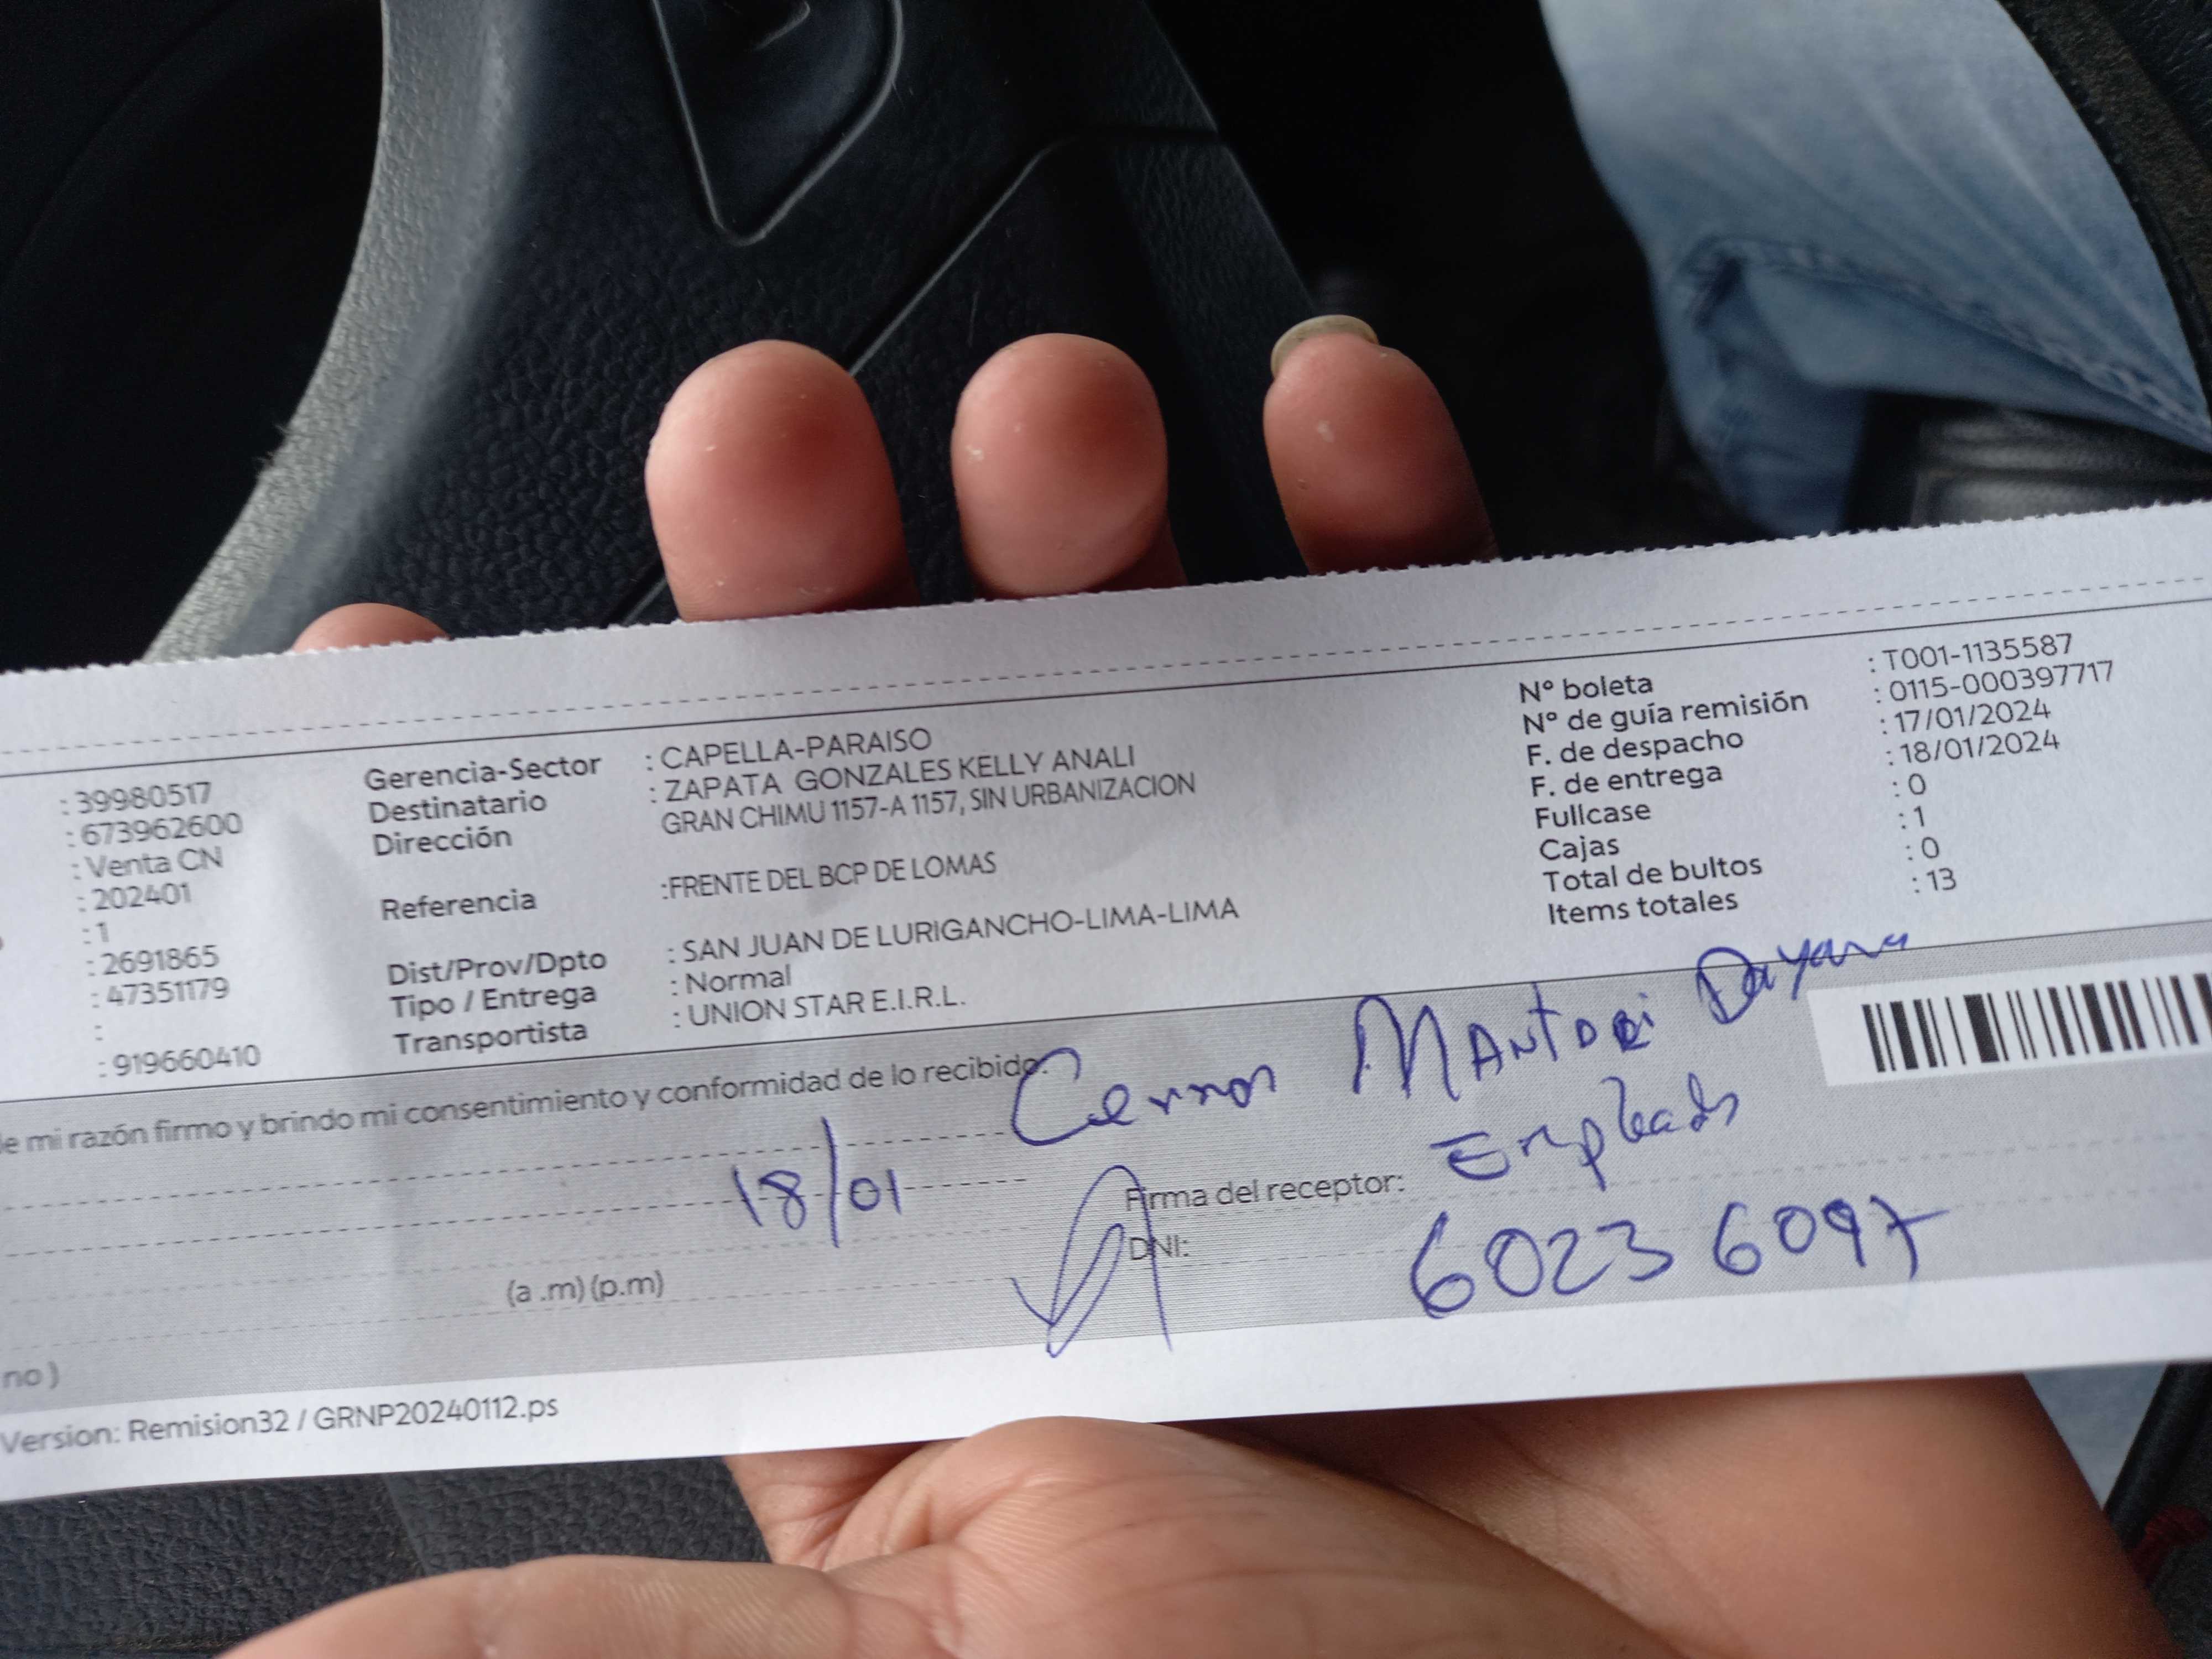 : 39980517
: 673962600
: Venta CN
: 202401
: 1
: 2691865
: 47351179
:
: 919660410
Gerencia-Sector : CAPELLA-PARAISO
Destinatario : ZAPATA GONZALES KELLY ANALI
Dirección GRAN CHIMU 1157-A 1157, SIN URBANIZACION
Referencia :FRENTE DEL BCP DE LOMAS
Dist/Prov/Dpto : SAN JUAN DE LURIGANCHO-LIMA-LIMA
Tipo / Entrega : Normal
Transportista : UNION STAR E.I.R.L.
N° boleta : T001-1135587
N° de guía remisión : 0115-000397717
F. de despacho : 17/01/2024
F. de entrega : 18/01/2024
Fullcase : 0
Cajas : 1
Total de bultos : 0
Items totales : 13
de mi razón firmo y brindo mi consentimiento y conformidad de lo recibido:
MANTARI Dayana
18/01
Firma del receptor: Empleado
DNI: 60236097
(a .m) (p.m)
no )
Version: Remision32 / GRNP20240112.ps